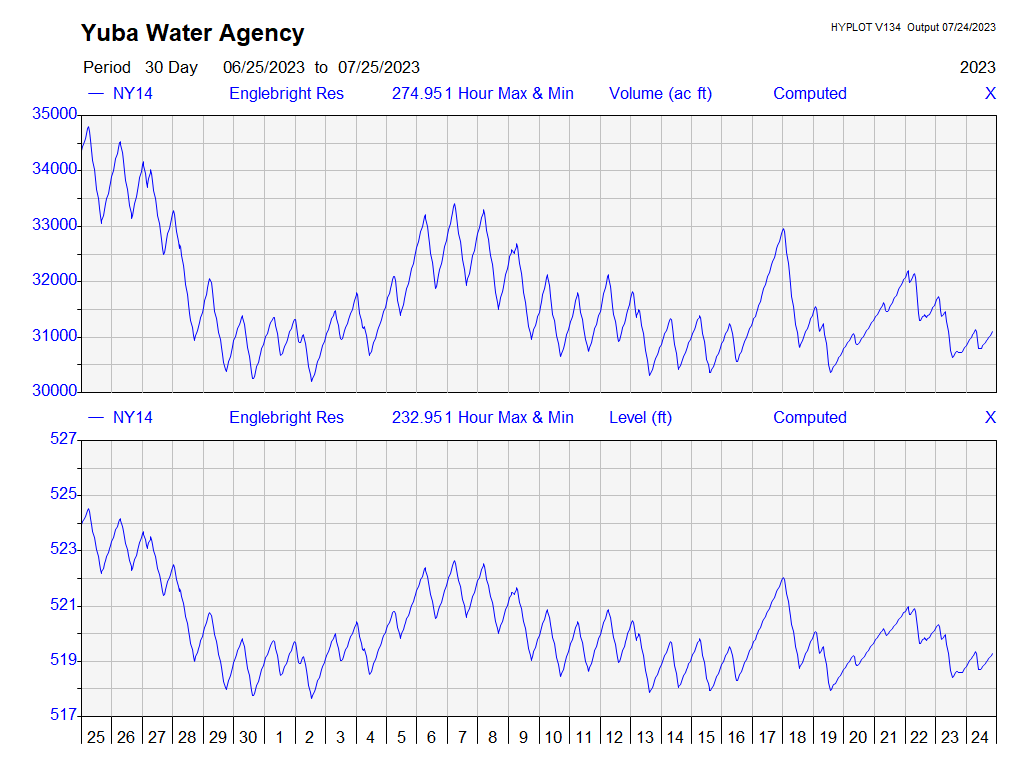 Yuba Water Agency
HYPLOT V134 Output 07/24/2023
Period 30 Day 06/25/2023 to 07/25/2023 2023
— NY14 Englebright Res 274.951 Hour Max & Min Volume (ac ft) Computed X
35000
34000
33000
32000
31000
30000
— NY14 Englebright Res 232.951 Hour Max & Min Level (ft) Computed X
527
525
523
521
519
517
25 26 27 28 29 30 1 2 3 4 5 6 7 8 9 10 11 12 13 14 15 16 17 18 19 20 21 22 23 24